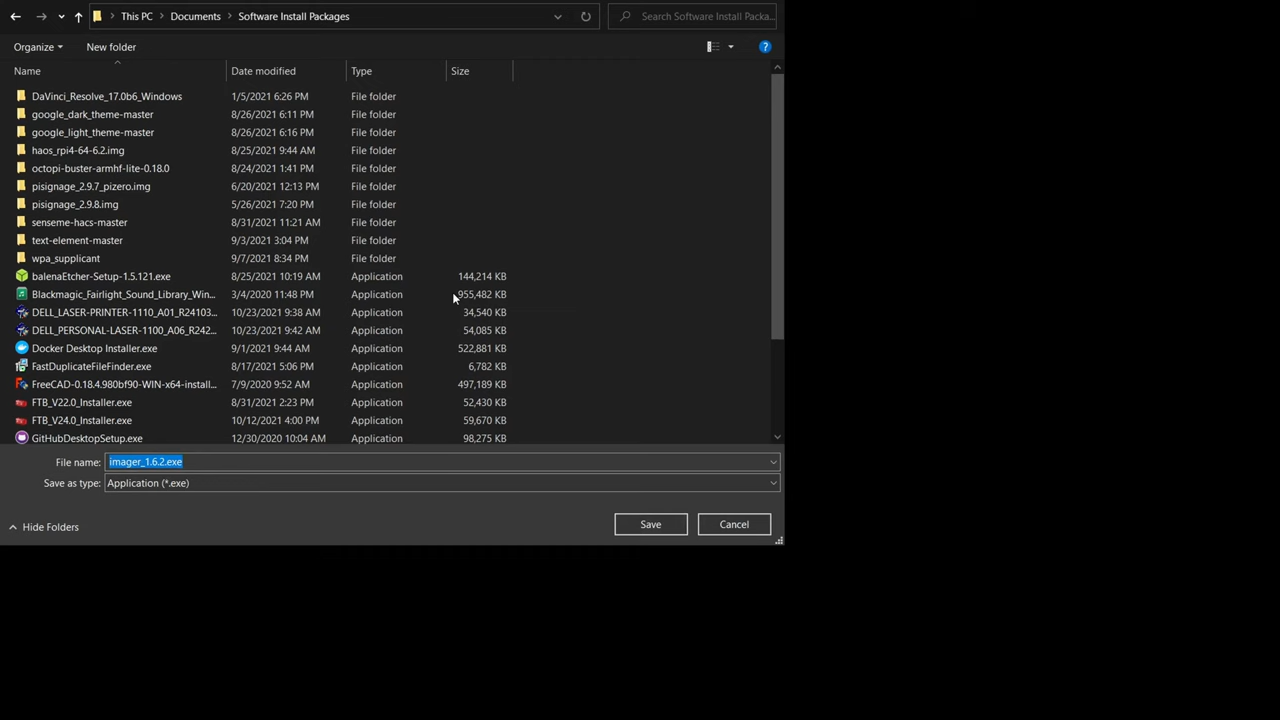 This PC Documents Software Install Packages Search Software Install Packa...
Organize New folder ?
Name Date modified Type Size
DaVinci_Resolve_17.0b6_Windows 1/5/2021 6:26 PM File folder
google_dark_theme-master 8/26/2021 6:11 PM File folder
google_light_theme-master 8/26/2021 6:16 PM File folder
haos_rpi4-64-6.2.img 8/25/2021 9:44 AM File folder
octopi-buster-armhf-lite-0.18.0 8/24/2021 1:41 PM File folder
pisignage_2.9.7_pizero.img 6/20/2021 12:13 PM File folder
pisignage_2.9.8.img 5/26/2021 7:20 PM File folder
senseme-hacs-master 8/31/2021 11:21 AM File folder
text-element-master 9/3/2021 3:04 PM File folder
wpa_supplicant 9/7/2021 8:34 PM File folder
balenaEtcher-Setup-1.5.121.exe 8/25/2021 10:19 AM Application 144,214 KB
Blackmagic_Fairlight_Sound_Library_Win... 3/4/2020 11:48 PM Application 955,482 KB
DELL_LASER-PRINTER-1110_A01_R24103... 10/23/2021 9:38 AM Application 34,540 KB
DELL_PERSONAL-LASER-1100_A06_R242... 10/23/2021 9:42 AM Application 54,085 KB
Docker Desktop Installer.exe 9/1/2021 9:44 AM Application 522,881 KB
FastDuplicateFileFinder.exe 8/17/2021 5:06 PM Application 6,782 KB
FreeCAD-0.18.4.980bf90-WIN-x64-install... 7/9/2020 9:52 AM Application 497,189 KB
FTB_V22.0_Installer.exe 8/31/2021 2:23 PM Application 52,430 KB
FTB_V24.0_Installer.exe 10/12/2021 4:00 PM Application 59,670 KB
GitHubDesktopSetup.exe 12/30/2020 10:04 AM Application 98,275 KB
File name: imager_1.6.2.exe
Save as type: Application (*.exe)
Hide Folders Save Cancel